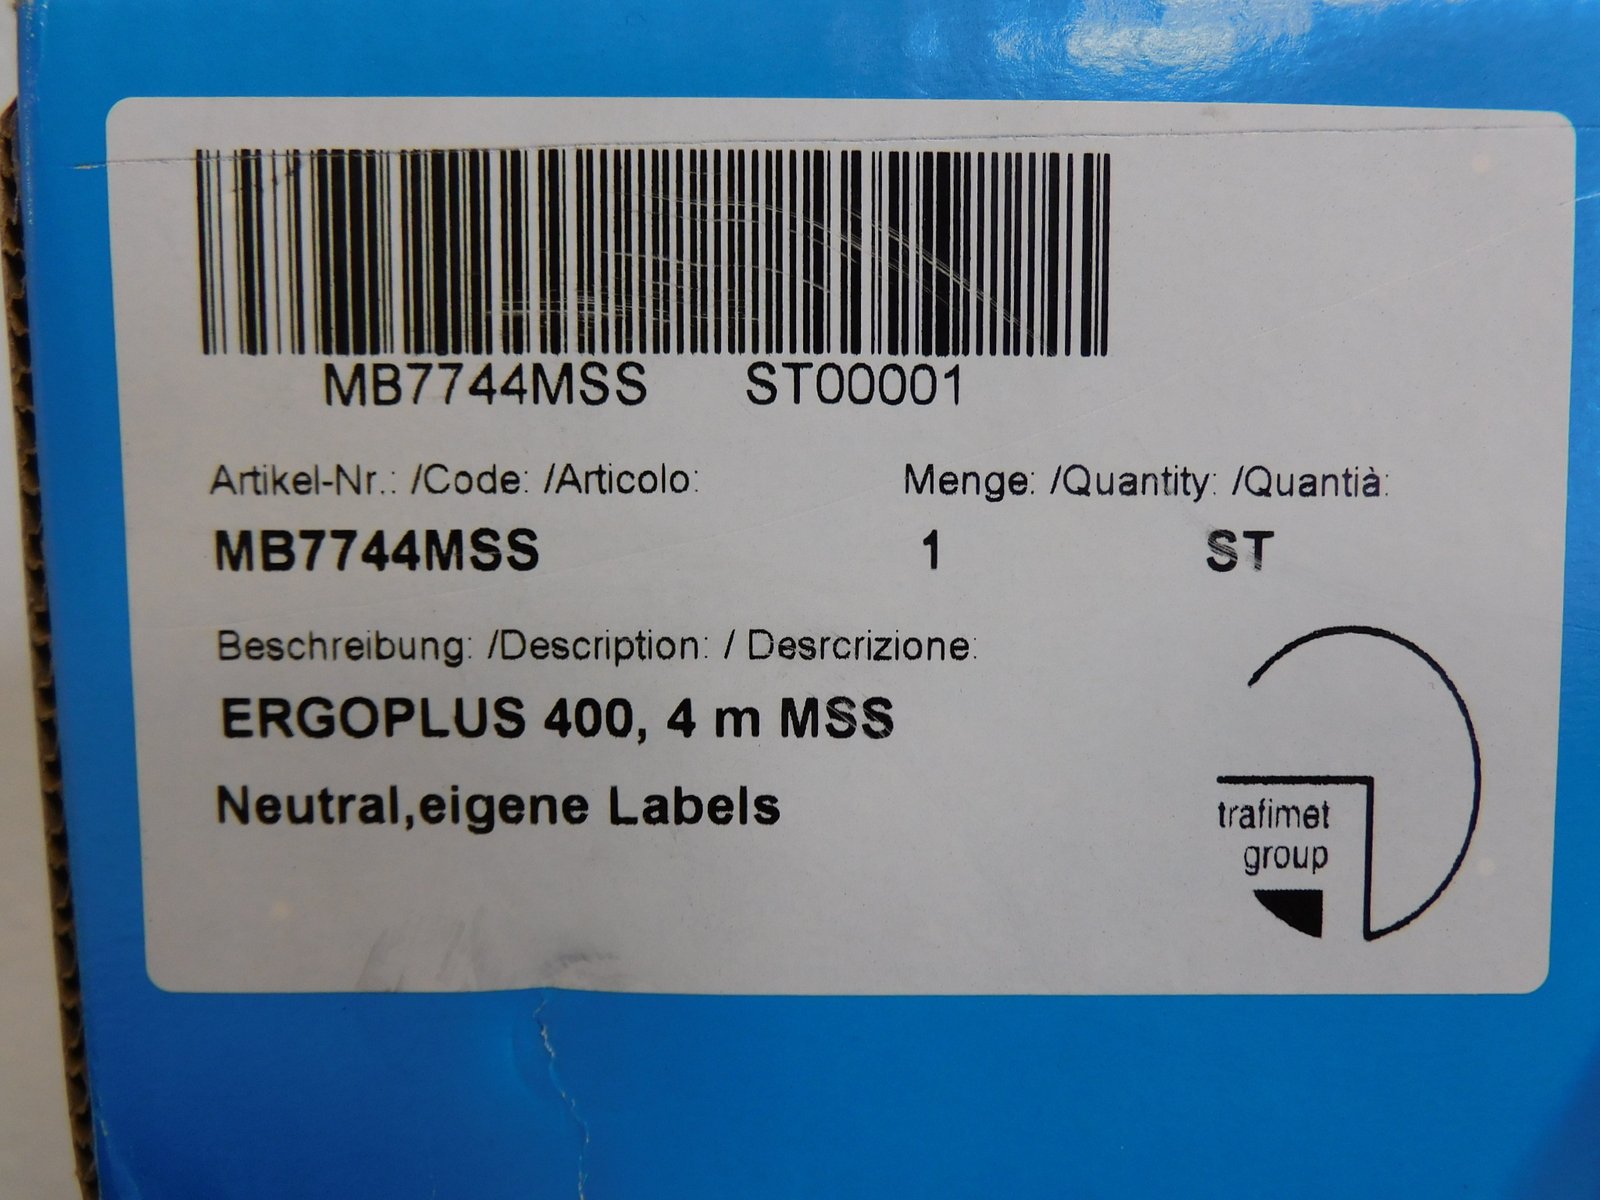 MB7744MSS ST00001
Artikel-Nr.: /Code: /Articolo: Menge: /Quantity: /Quantià:
MB7744MSS 1 ST
Beschreibung: /Description: / Desrcrizione:
ERGOPLUS 400, 4 m MSS
Neutral,eigene Labels
trafimet
group